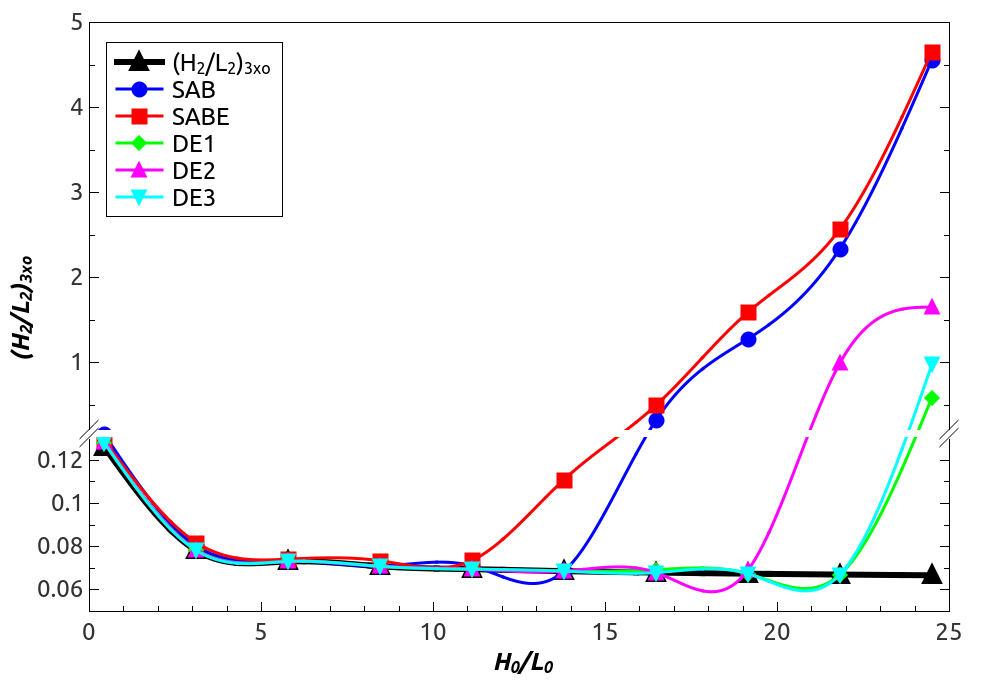 5
4
3
2
1
0.12
0.1
0.08
0.06
(H₂/L₂)₃ₓₒ
(H₂/L₂)₃ₓₒ
SAB
SABE
DE1
DE2
DE3
0 5 10 15 20 25
H₀/L₀